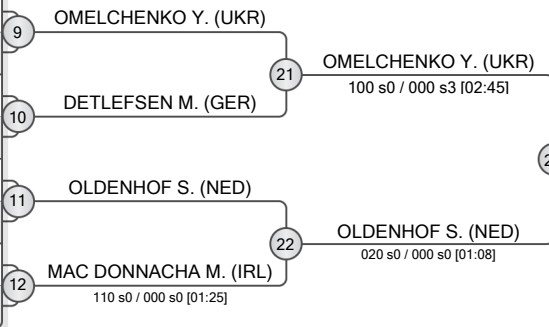 OMELCHENKO Y. (UKR)
9
21
OMELCHENKO Y. (UKR)
100 s0 / 000 s3 [02:45]
DETLEFSEN M. (GER)
10
OLDENHOF S. (NED)
11
22
OLDENHOF S. (NED)
020 s0 / 000 s0 [01:08]
MAC DONNACHA M. (IRL)
12
110 s0 / 000 s0 [01:25]